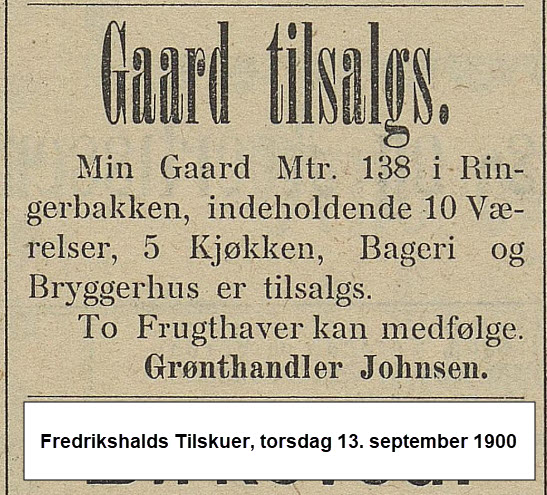 Gaard tilsalgs.
Min Gaard Mtr. 138 i Rin-
gerbakken, indeholdende 10 Væ-
relser, 5 Kjøkken, Bageri og
Bryggerhus er tilsalgs.
To Frugthaver kan medfølge.
Grønthandler Johnsen.
Fredrikshalds Tilskuer, torsdag 13. september 1900